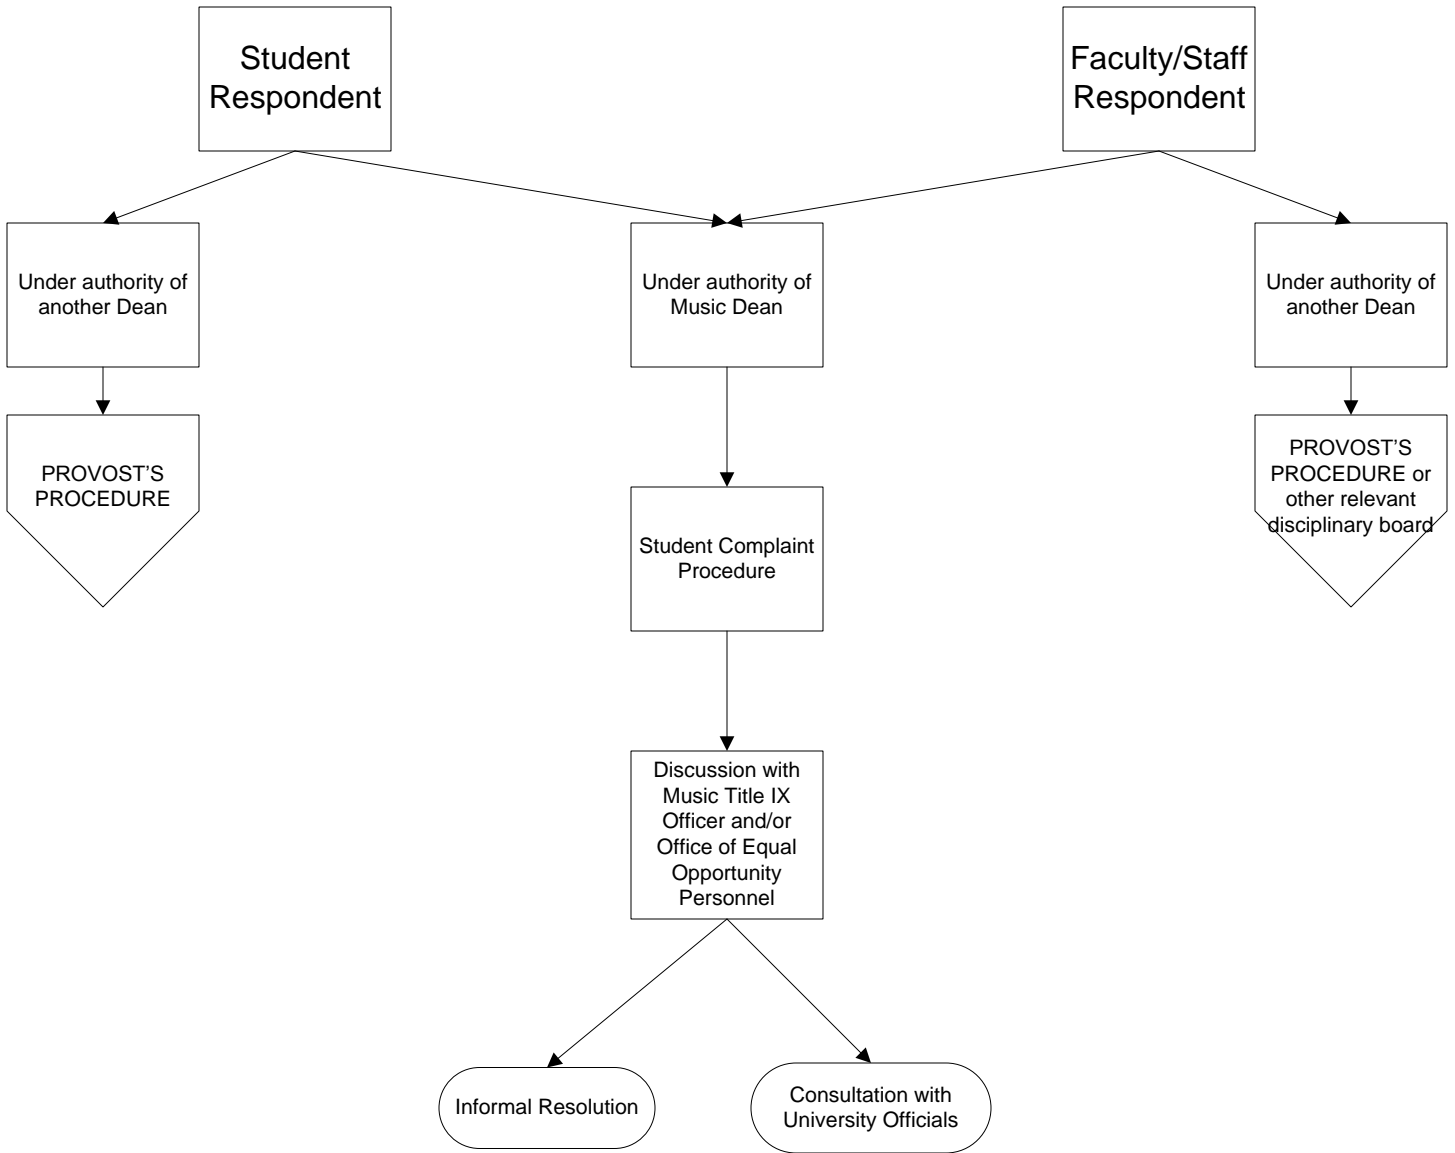 Student
Respondent
Faculty/Staff
Respondent
Under authority of
another Dean
Under authority of
Music Dean
Under authority of
another Dean
PROVOST’S
PROCEDURE
PROVOST’S
PROCEDURE or
other relevant
disciplinary board
Student Complaint
Procedure
Discussion with
Music Title IX
Officer and/or
Office of Equal
Opportunity
Personnel
Informal Resolution
Consultation with
University Officials